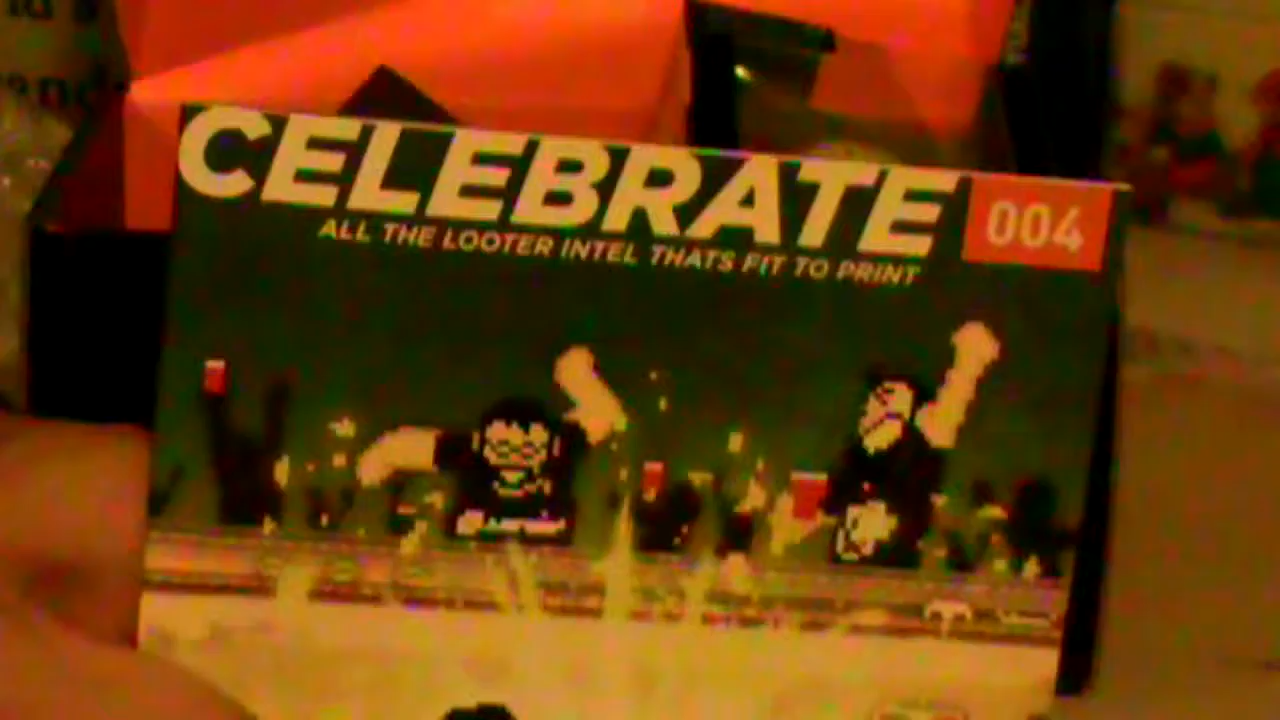 CELEBRATE
004
ALL THE LOOTER INTEL THATS FIT TO PRINT